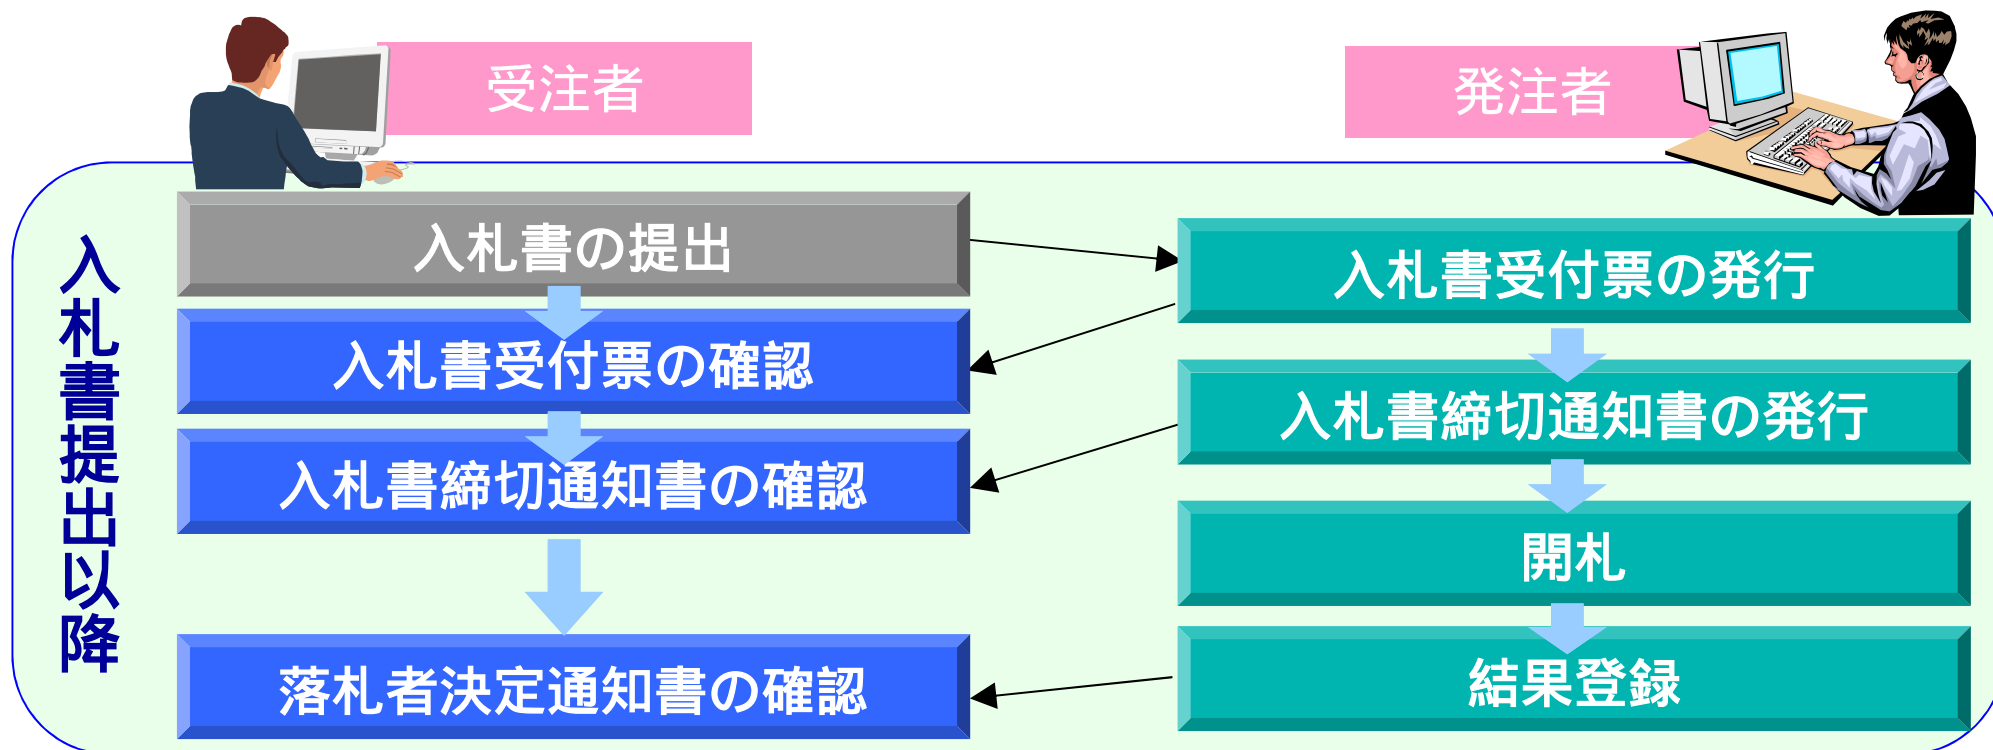 受注者
発注者
入札書提出以降
入札書の提出
入札書受付票の発行
入札書受付票の確認
入札書締切通知書の発行
入札書締切通知書の確認
開札
結果登録
落札者決定通知書の確認